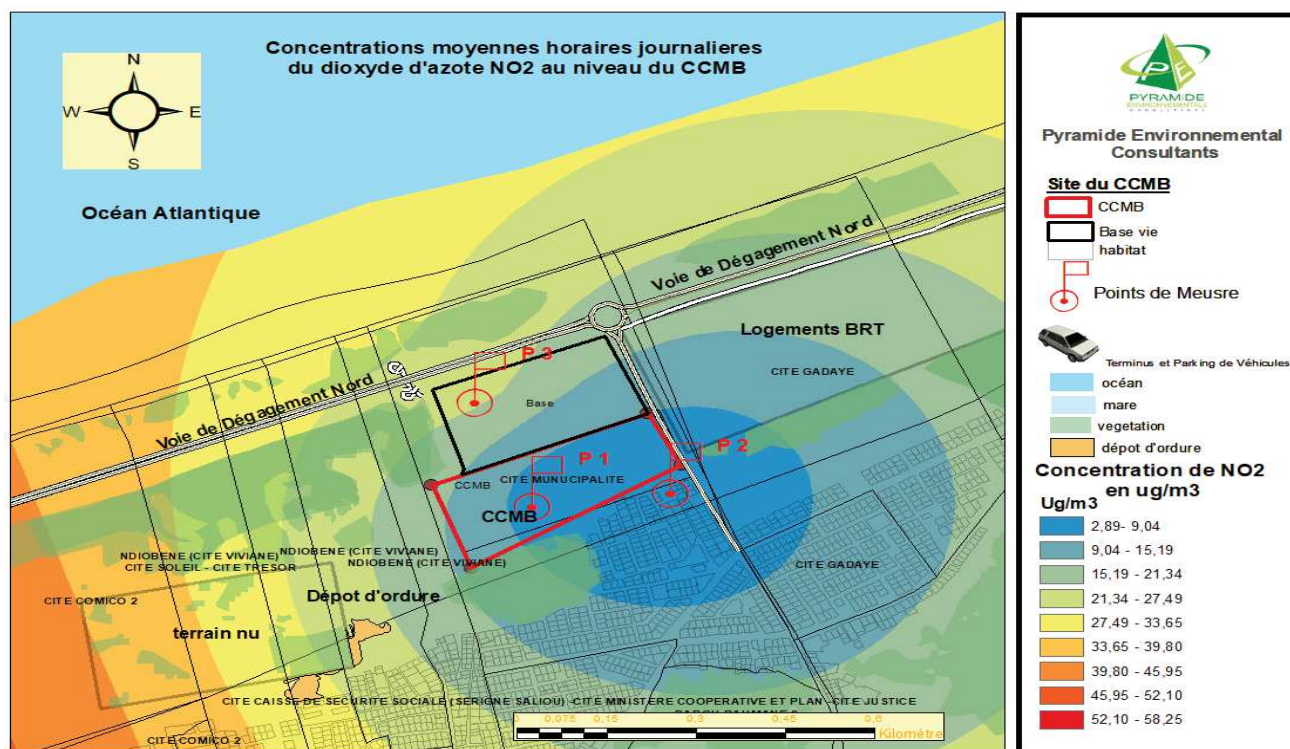 Concentrations moyennes horaires journalieres
du dioxyde d'azote NO2 au niveau du CCMB
N
W
E
S
Océan Atlantique
Voie de Dégagement Nord
Logements BRT
CITE GADAYE
P 3
Voie de Dégagement Nord
Base
P 2
P 1
CCMB
CITE MUNUCIPALITE
CCMB
NDIOBENE (CITE VIVIANE)
NDIOBENE (CITE VIVIANE)
CITE SOLEIL - CITE TRESOR
NDIOBENE (CITE VIVIANE)
CITE GADAYE
CITE COMICO 2
Dépot d'ordure
terrain nu
CITE CAISSE DE SECURITE SOCIALE (SERIGNE SALIOU)
CITE MINISTERE COOPERATIVE ET PLAN - CITE JUSTICE
CITE COMICO 2
0 0,075 0,15 0,3 0,45 0,6
Kilomètre
PE
PYRAMIDE
ENVIRONNEMENTALE
CONSULTANTS
Pyramide Environnemental
Consultants
Site du CCMB
CCMB
Base vie
habitat
Points de Meusre
Terminus et Parking de Véhicules
océan
mare
vegetation
dépot d'ordure
Concentration de NO2
en ug/m3
Ug/m3
2,89- 9,04
9,04 - 15,19
15,19 - 21,34
21,34 - 27,49
27,49 - 33,65
33,65 - 39,80
39,80 - 45,95
45,95 - 52,10
52,10 - 58,25